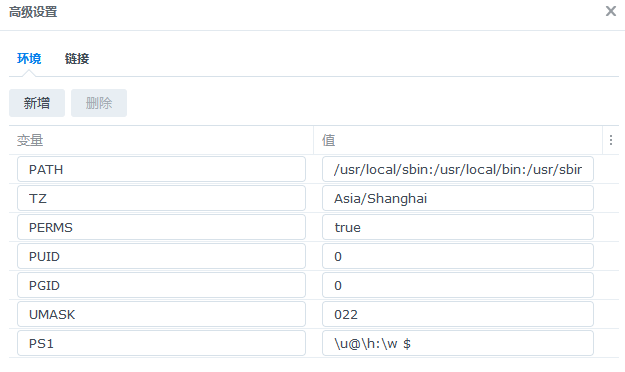 高级设置
环境 链接
新增 删除
变量 值
PATH /usr/local/sbin:/usr/local/bin:/usr/sbir
TZ Asia/Shanghai
PERMS true
PUID 0
PGID 0
UMASK 022
PS1 \u@\h:\w $